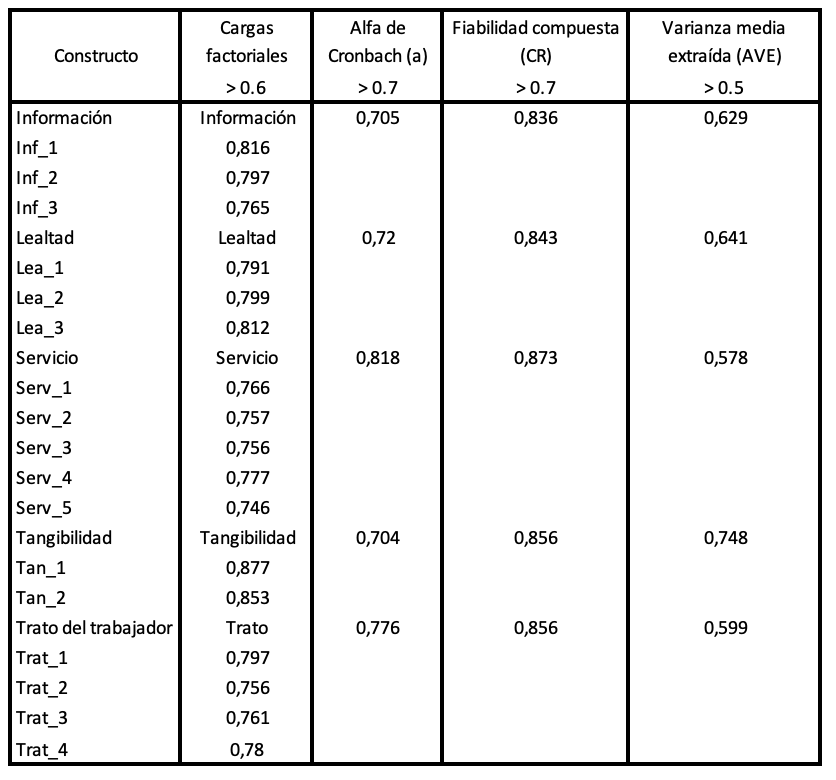 Constructo | Cargas factoriales > 0.6 | Alfa de Cronbach (a) > 0.7 | Fiabilidad compuesta (CR) > 0.7 | Varianza media extraída (AVE) > 0.5
Información | Información | 0,705 | 0,836 | 0,629
Inf_1 | 0,816
Inf_2 | 0,797
Inf_3 | 0,765
Lealtad | Lealtad | 0,72 | 0,843 | 0,641
Lea_1 | 0,791
Lea_2 | 0,799
Lea_3 | 0,812
Servicio | Servicio | 0,818 | 0,873 | 0,578
Serv_1 | 0,766
Serv_2 | 0,757
Serv_3 | 0,756
Serv_4 | 0,777
Serv_5 | 0,746
Tangibilidad | Tangibilidad | 0,704 | 0,856 | 0,748
Tan_1 | 0,877
Tan_2 | 0,853
Trato del trabajador | Trato | 0,776 | 0,856 | 0,599
Trat_1 | 0,797
Trat_2 | 0,756
Trat_3 | 0,761
Trat_4 | 0,78